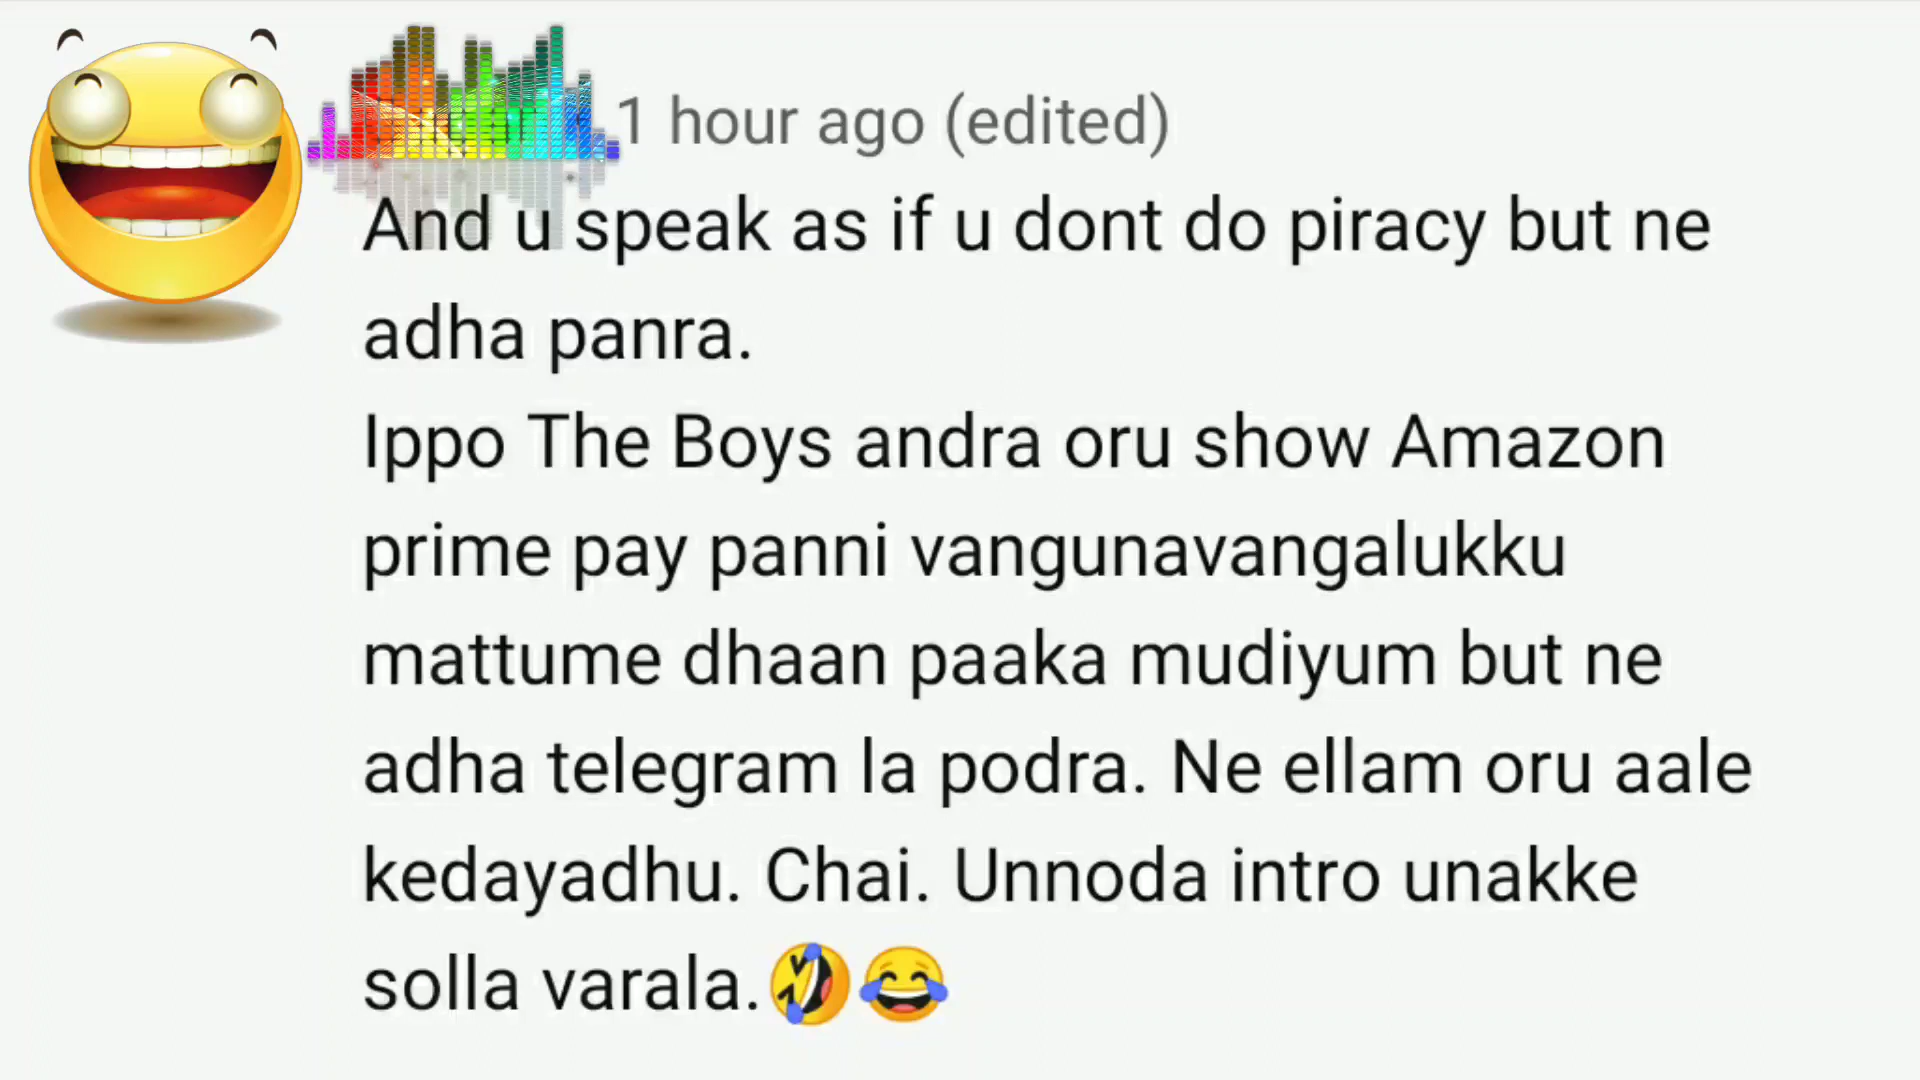 1 hour ago (edited)
And u speak as if u dont do piracy but ne
adha panra.
Ippo The Boys andra oru show Amazon
prime pay panni vangunavangalukku
mattume dhaan paaka mudiyum but ne
adha telegram la podra. Ne ellam oru aale
kedayadhu. Chai. Unnoda intro unakke
solla varala.🤣😂